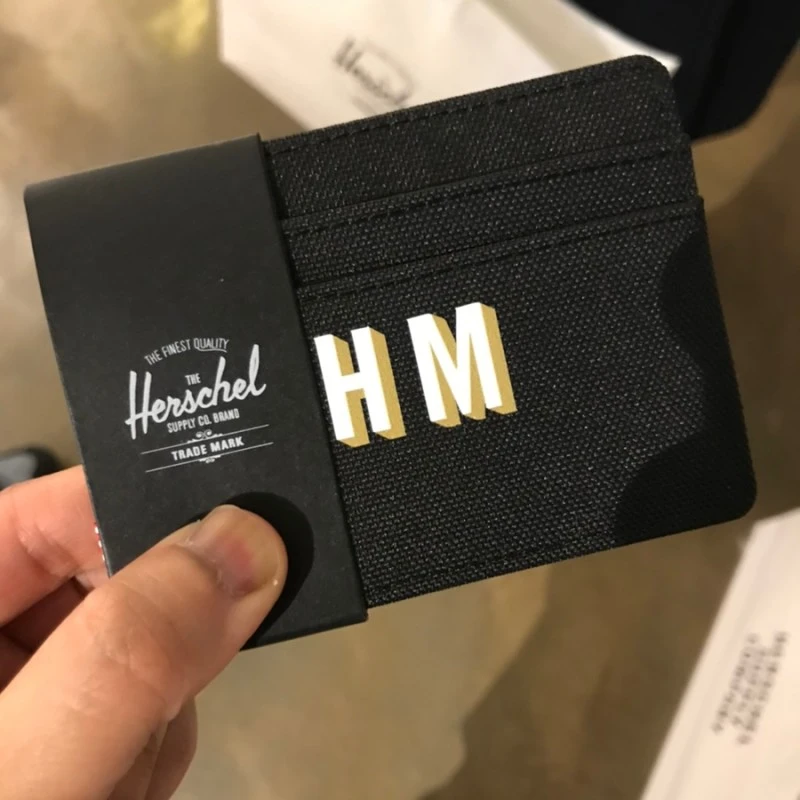 THE FINEST QUALITY
THE
Herschel
SUPPLY CO. BRAND
TRADE MARK
HM